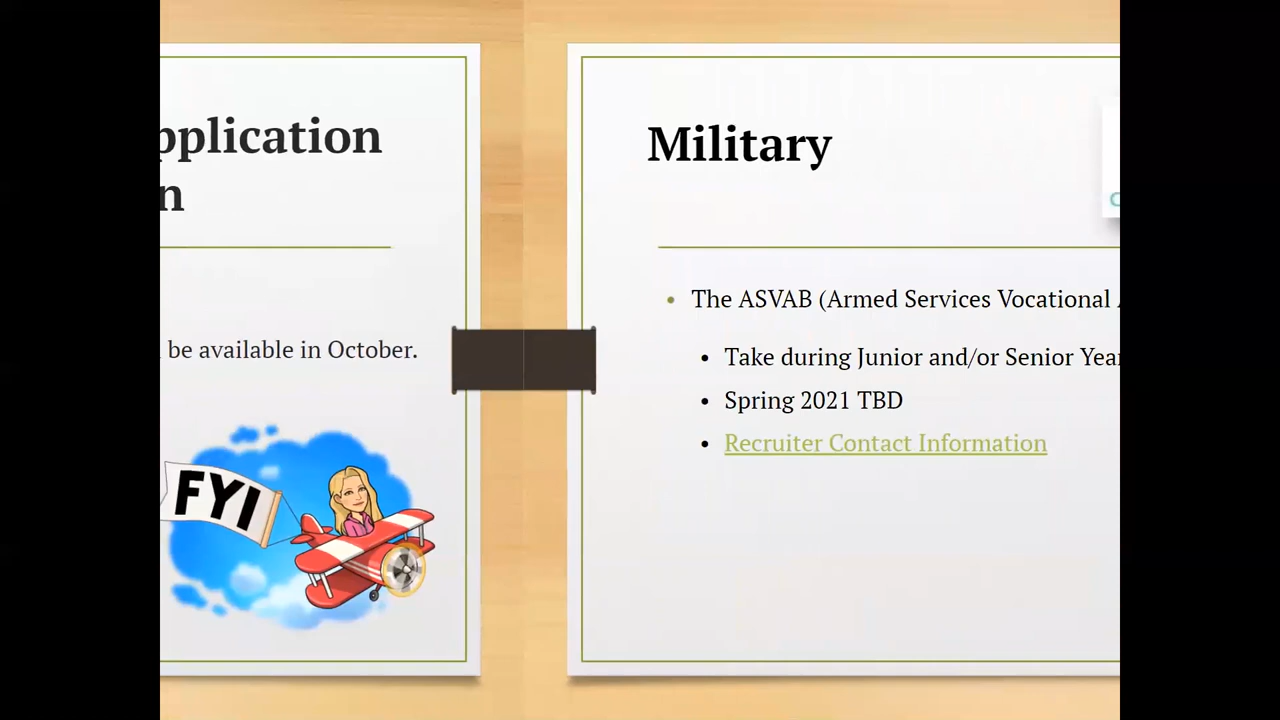 pplication
n
be available in October.
FYI
Military
The ASVAB (Armed Services Vocational
Take during Junior and/or Senior Year
Spring 2021 TBD
Recruiter Contact Information